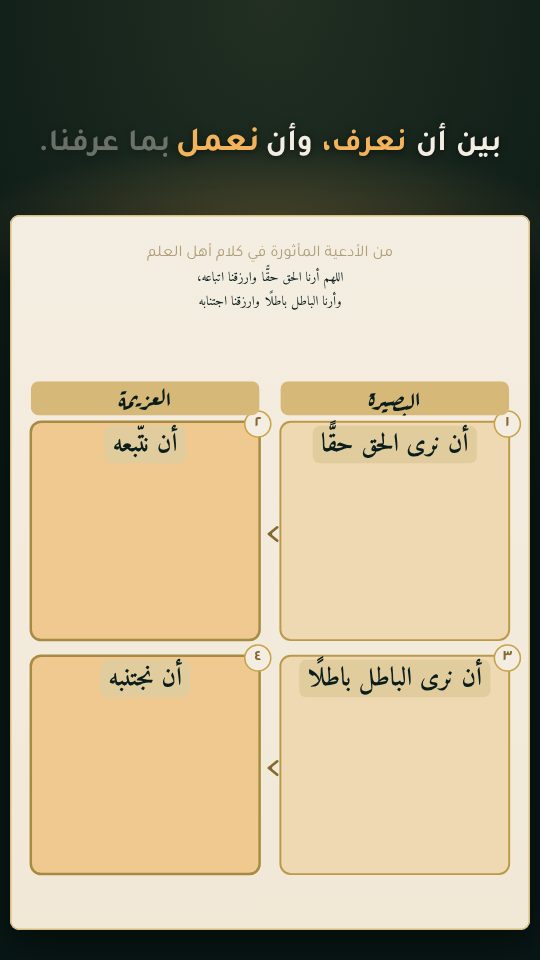 بين أن نعرف، وأن نعمل بما عرفنا.
من الأدعية المأثورة في كلام أهل العلم
اللهم أرنا الحق حقًّا وارزقنا اتباعه،
وأرنا الباطل باطلًا وارزقنا اجتنابه
البصيرة
العزيمة
١
أن نرى الحق حقًّا
٢
أن نتّبعه
٣
أن نرى الباطل باطلًا
٤
أن نجتنبه